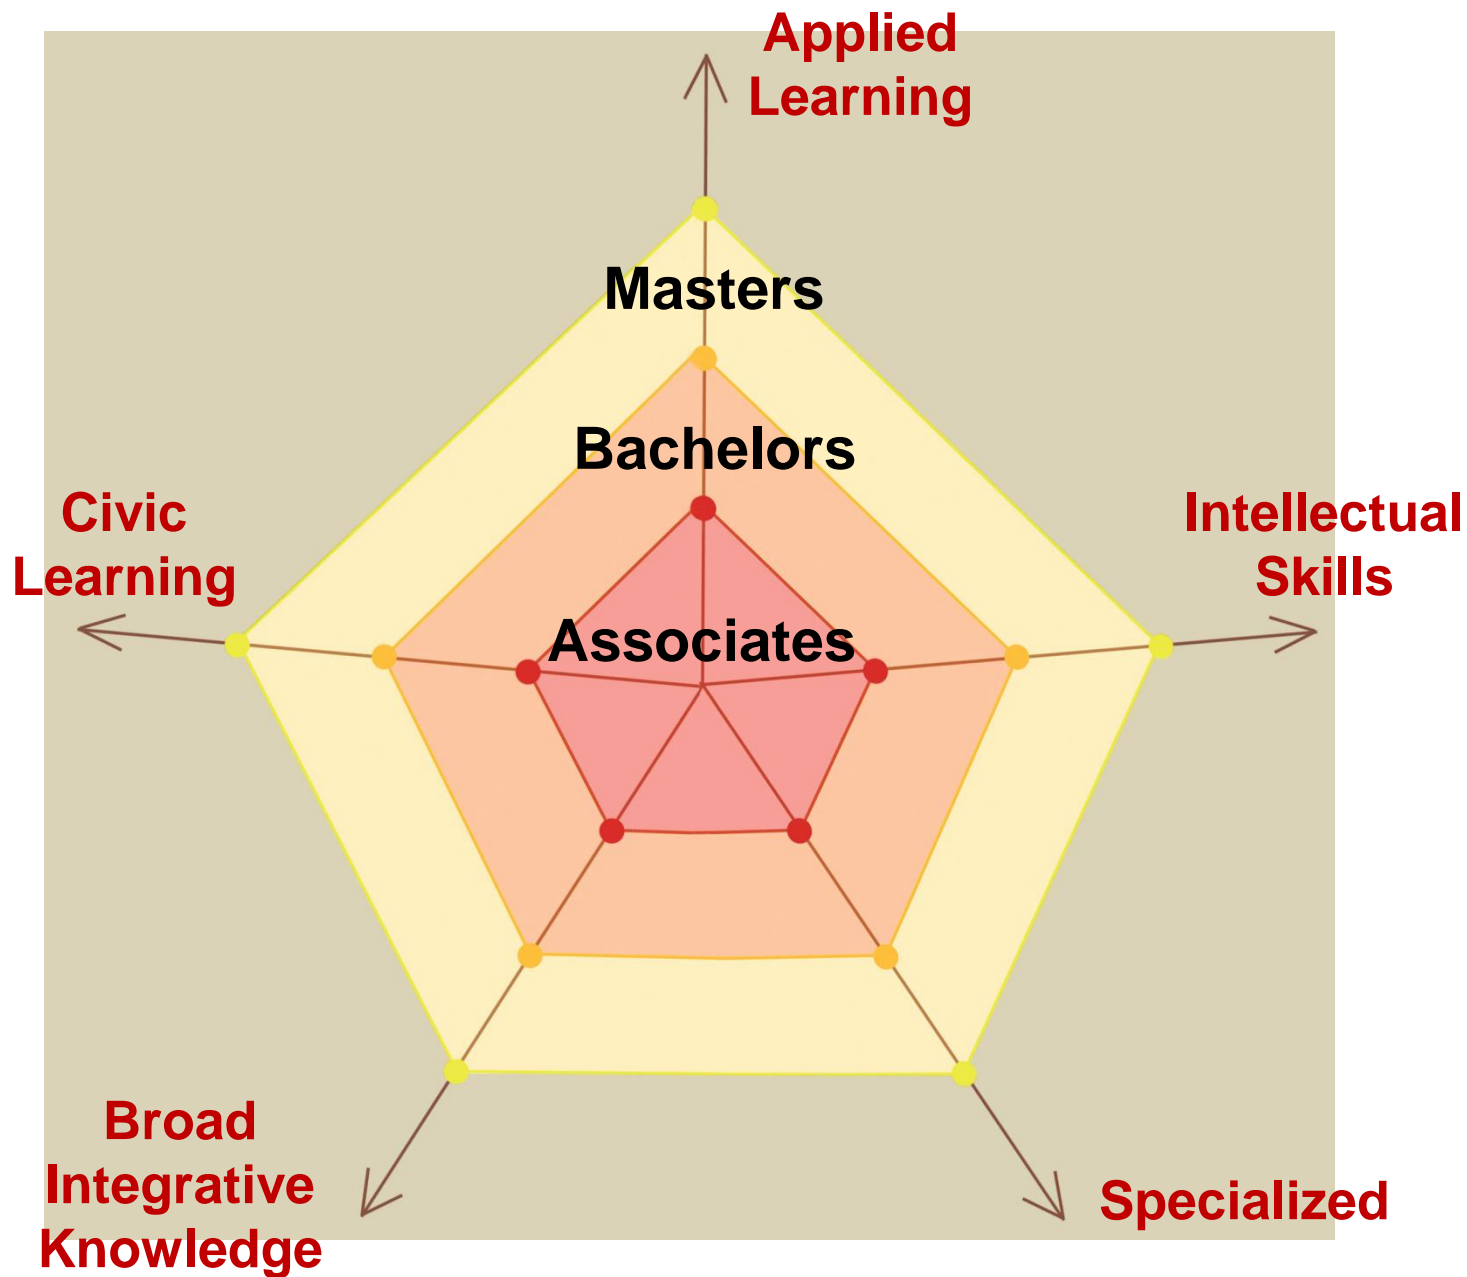 Applied
Learning
Masters
Bachelors
Civic
Learning
Intellectual
Skills
Associates
Broad
Integrative
Knowledge
Specialized